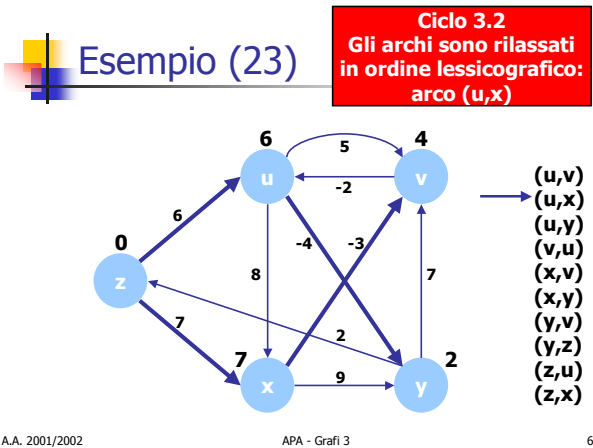 Esempio (23)
Ciclo 3.2
Gli archi sono rilassati
in ordine lessicografico:
arco (u,x)
6
5
4
u
v
-2
6
-4
-3
0
z
8
7
7
2
7
x
9
y
2
(u,v)
(u,x)
(u,y)
(v,u)
(x,v)
(x,y)
(y,v)
(y,z)
(z,u)
(z,x)
A.A. 2001/2002
APA - Grafi 3
6